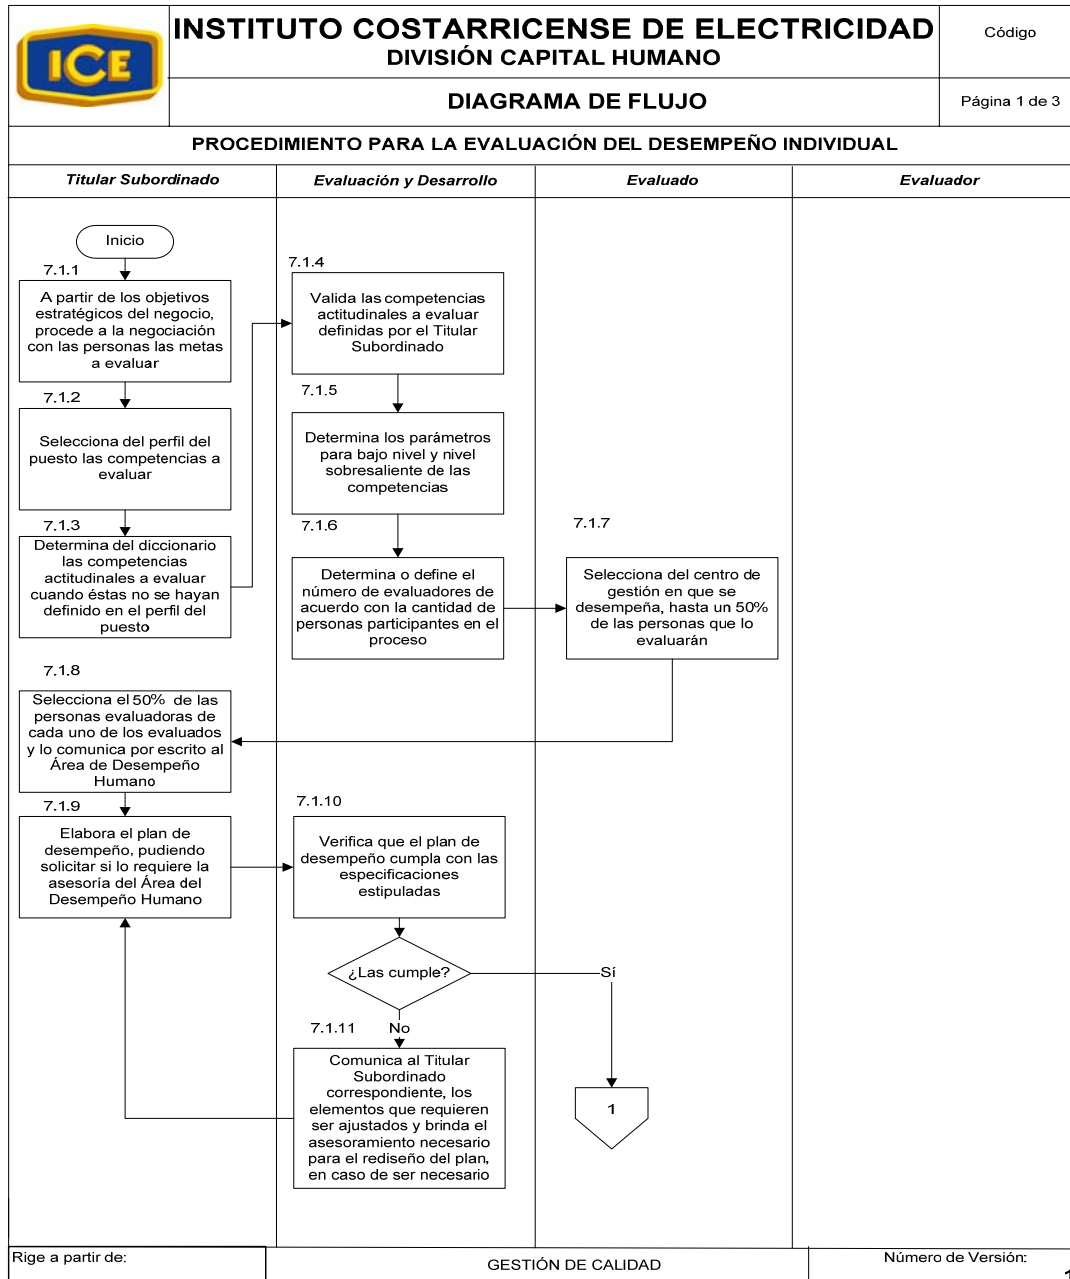 ICE
INSTITUTO COSTARRICENSE DE ELECTRICIDAD
DIVISIÓN CAPITAL HUMANO
Código
DIAGRAMA DE FLUJO
Página 1 de 3
PROCEDIMIENTO PARA LA EVALUACIÓN DEL DESEMPEÑO INDIVIDUAL
Titular Subordinado
Evaluación y Desarrollo
Evaluado
Evaluador
Inicio
7.1.1
A partir de los objetivos
estratégicos del negocio,
procede a la negociación
con las personas las metas
a evaluar
7.1.2
Selecciona del perfil del
puesto las competencias a
evaluar
7.1.3
Determina del diccionario
las competencias
actitudinales a evaluar
cuando éstas no se hayan
definido en el perfil del
puesto
7.1.4
Valida las competencias
actitudinales a evaluar
definidas por el Titular
Subordinado
7.1.5
Determina los parámetros
para bajo nivel y nivel
sobresaliente de las
competencias
7.1.6
Determina o define el
número de evaluadores de
acuerdo con la cantidad de
personas participantes en el
proceso
7.1.7
Selecciona del centro de
gestión en que se
desempeña, hasta un 50%
de las personas que lo
evaluarán
7.1.8
Selecciona el 50% de las
personas evaluadoras de
cada uno de los evaluados
y lo comunica por escrito al
Área de Desempeño
Humano
7.1.9
Elabora el plan de
desempeño, pudiendo
solicitar si lo requiere la
asesoría del Área del
Desempeño Humano
7.1.10
Verifica que el plan de
desempeño cumpla con las
especificaciones
estipuladas
¿Las cumple?
Sí
No
7.1.11
Comunica al Titular
Subordinado
correspondiente, los
elementos que requieren
ser ajustados y brinda el
asesoramiento necesario
para el rediseño del plan,
en caso de ser necesario
1
Rige a partir de:
GESTIÓN DE CALIDAD
Número de Versión: